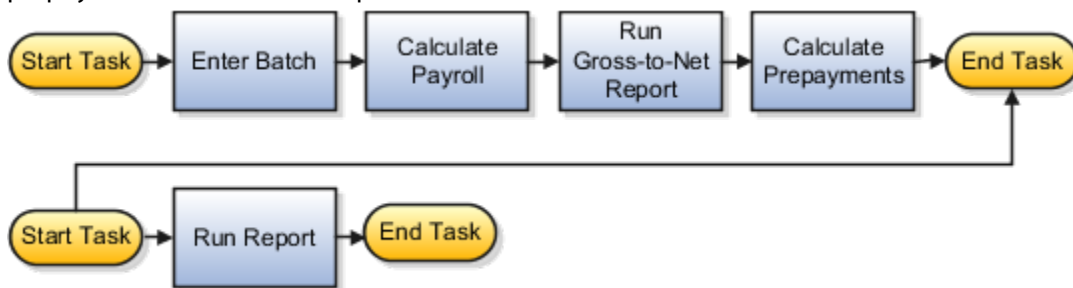 Start Task
Enter Batch
Calculate
Payroll
Run
Gross-to-Net
Report
Calculate
Prepayments
End Task
Start Task
Run Report
End Task